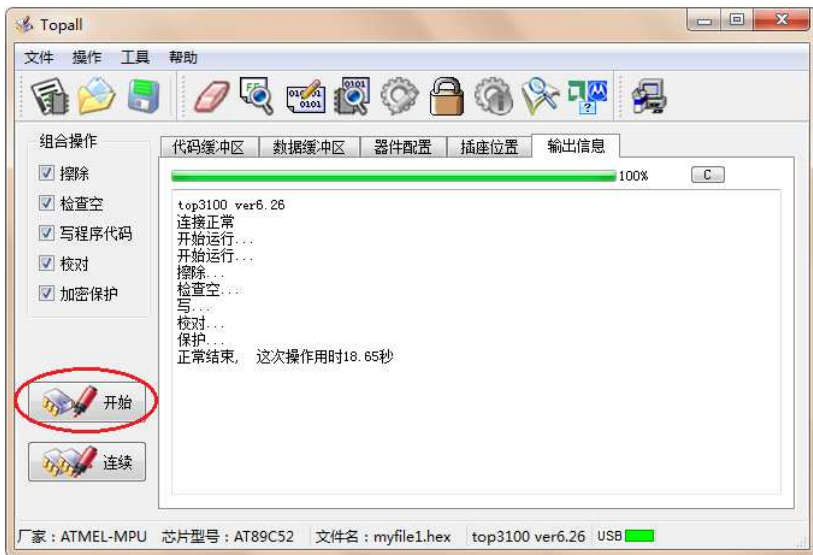 Topall
文件 操作 工具 帮助
组合操作
擦除
检查空
写程序代码
校对
加密保护
开始
连续
代码缓冲区 数据缓冲区 器件配置 插座位置 输出信息
100% C
top3100 ver6.26
连接正常
开始运行...
开始运行...
擦除...
检查空...
写...
校对...
保护...
正常结束, 这次操作用时18.65秒
厂家:ATMEL-MPU 芯片型号:AT89C52 文件名:myfile1.hex top3100 ver6.26 USB